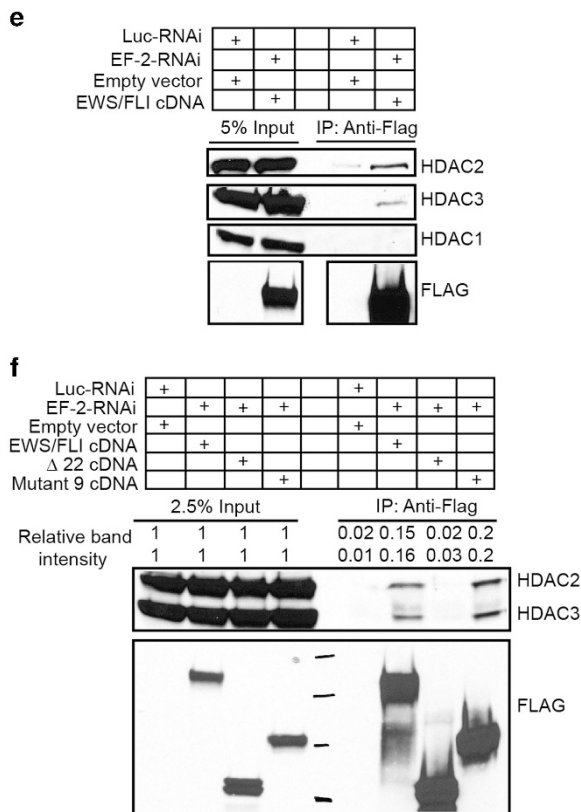 e
Luc-RNAi + +
EF-2-RNAi + +
Empty vector + +
EWS/FLI cDNA + +
5% Input IP: Anti-Flag
HDAC2
HDAC3
HDAC1
FLAG
f
Luc-RNAi + +
EF-2-RNAi + + + + + +
Empty vector + +
EWS/FLI cDNA + +
Δ 22 cDNA + +
Mutant 9 cDNA + +
2.5% Input IP: Anti-Flag
Relative band intensity
1 1 1 1 0.02 0.15 0.02 0.2
1 1 1 1 0.01 0.16 0.03 0.2
HDAC2
HDAC3
FLAG